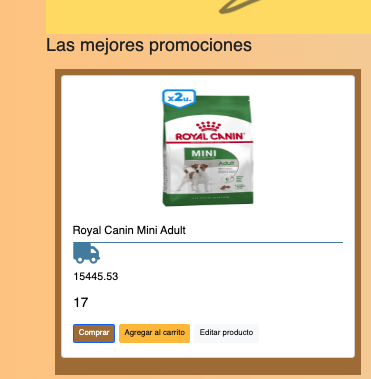 Las mejores promociones
x2u.
ROYAL CANIN
MINI
Adult
Royal Canin Mini Adult
15445.53
17
Comprar
Agregar al carrito
Editar producto